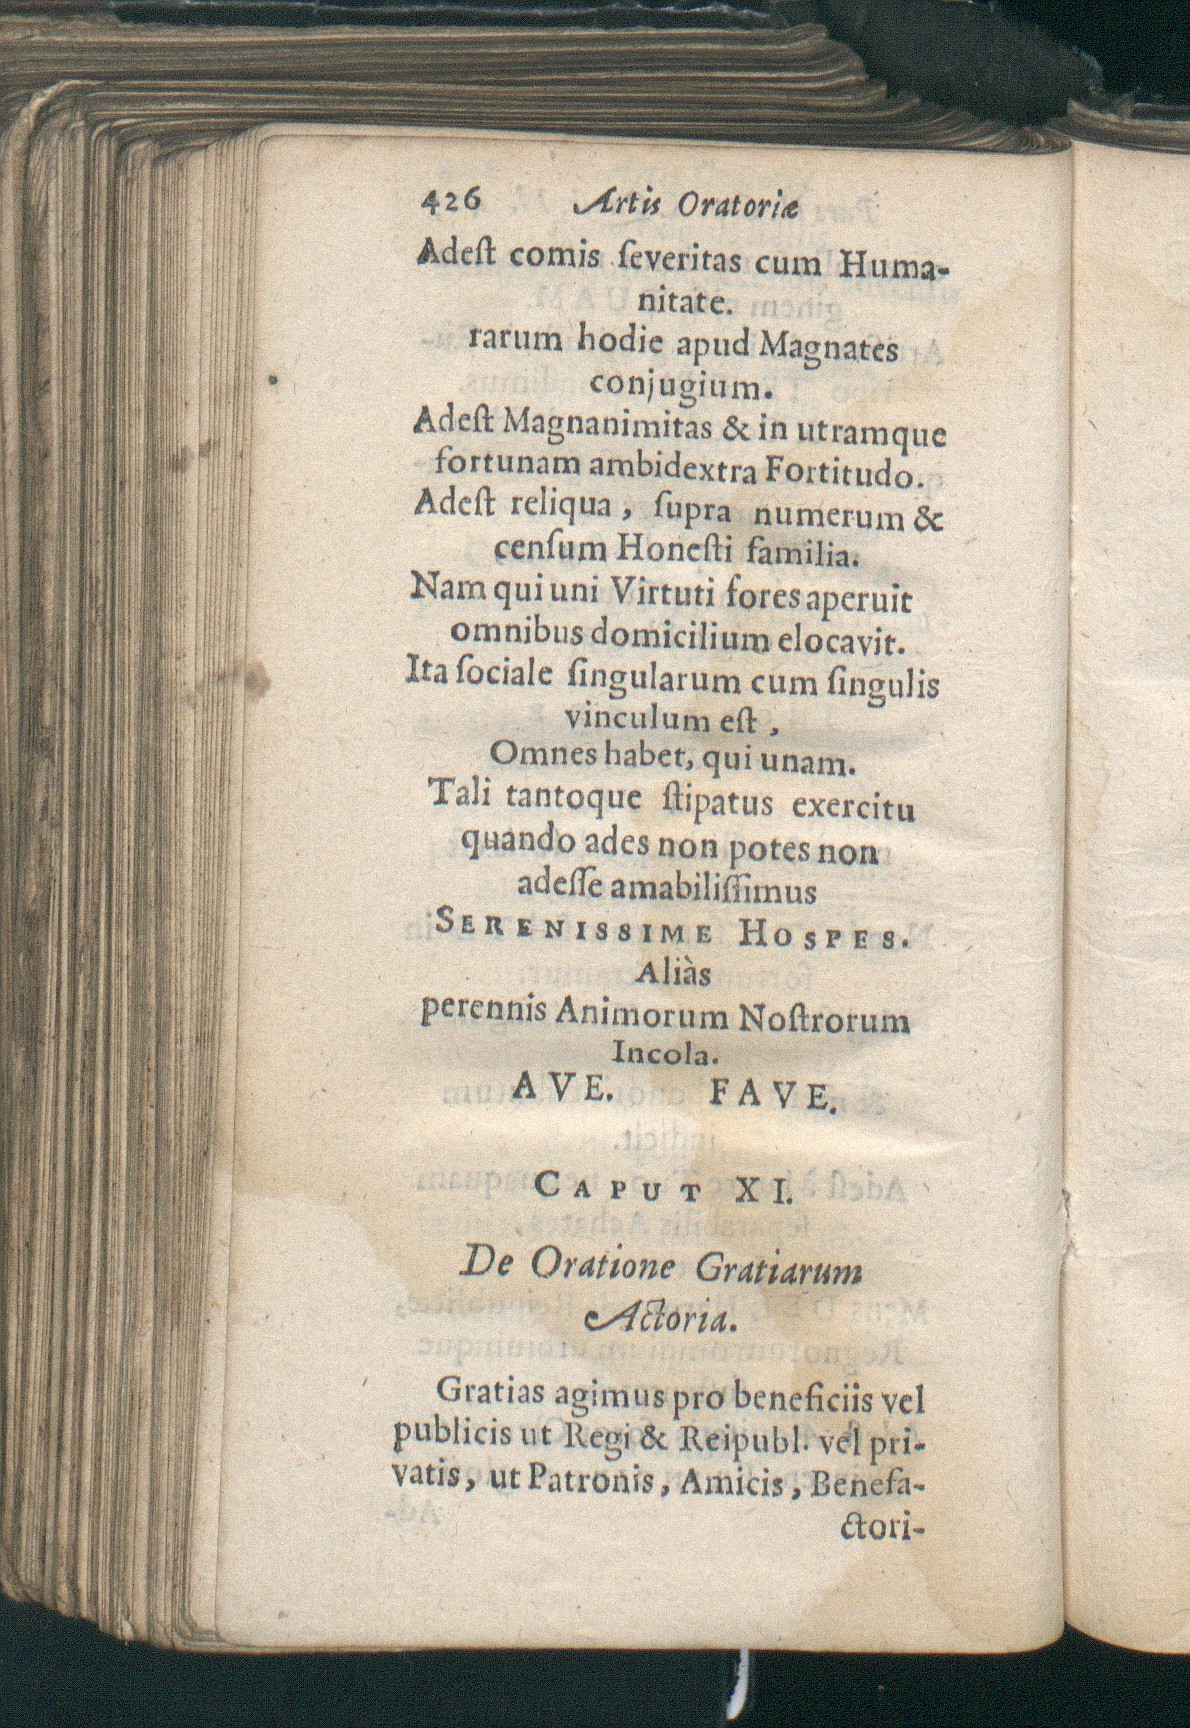 426 Artis Oratoriæ
Adeſt comis ſeveritas cum Huma-
nitate.
rarum hodie apud Magnates
conjugium.
Adeſt Magnanimitas & in utramque
fortunam ambidextra Fortitudo.
Adeſt reliqua, ſupra numerum &
cenſum Honeſti familia.
Nam qui uni Virtuti fores aperuit
omnibus domicilium elocavit.
Ita ſociale ſingularum cum ſingulis
vinculum eſt,
Omnes habet, qui unam.
Tali tantoque ſtipatus exercitu
quando ades non potes non
adeſſe amabiliſſimus
SERENISSIME HOSPES.
Aliàs
perennis Animorum Noſtrorum
Incola.
AVE. FAVE.
CAPUT XI.
De Oratione Gratiarum
Actoria.
Gratias agimus pro beneficiis vel
publicis ut Regi & Reipubl. vel pri-
vatis, ut Patronis, Amicis, Benefa-
ctori-